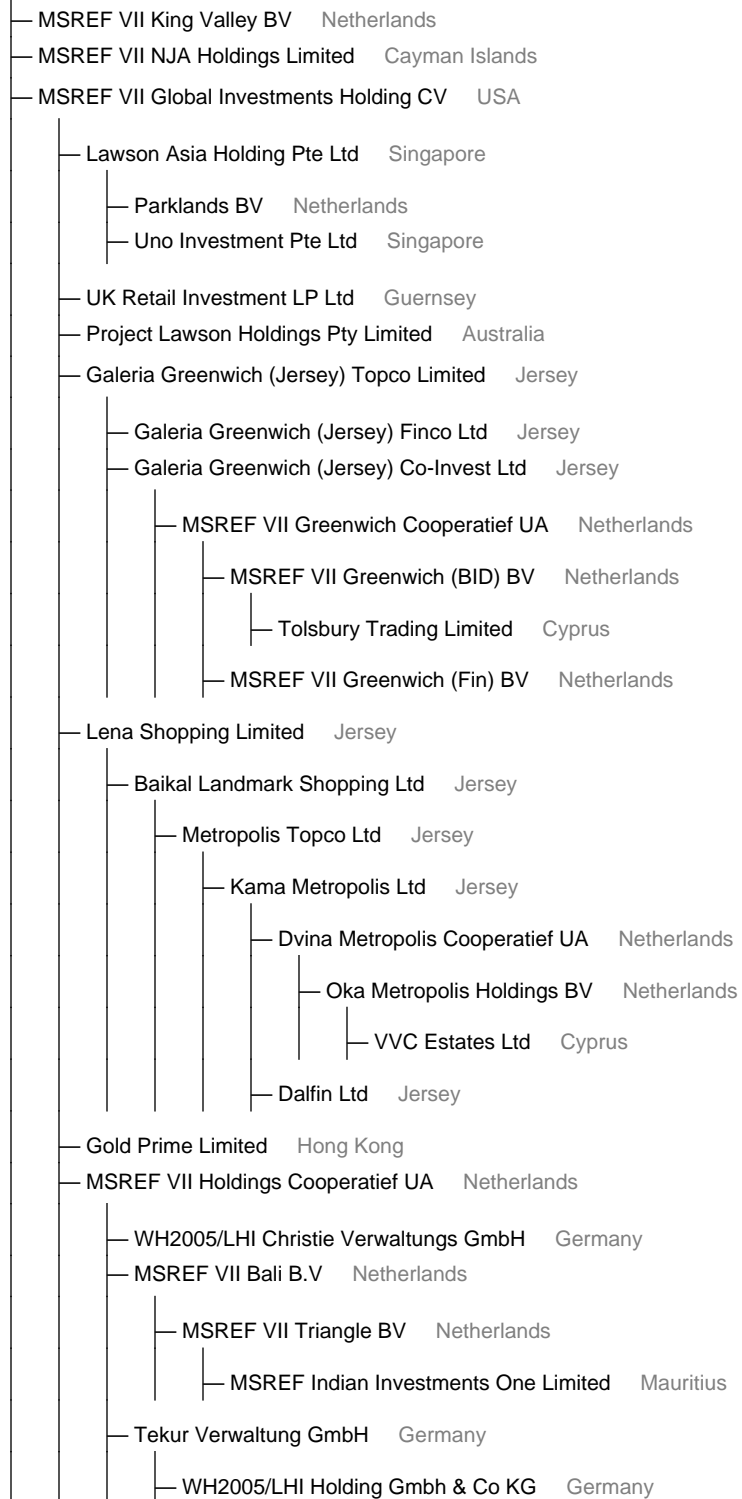 MSREF VII King Valley BV Netherlands
MSREF VII NJA Holdings Limited Cayman Islands
MSREF VII Global Investments Holding CV USA
Lawson Asia Holding Pte Ltd Singapore
Parklands BV Netherlands
Uno Investment Pte Ltd Singapore
UK Retail Investment LP Ltd Guernsey
Project Lawson Holdings Pty Limited Australia
Galeria Greenwich (Jersey) Topco Limited Jersey
Galeria Greenwich (Jersey) Finco Ltd Jersey
Galeria Greenwich (Jersey) Co-Invest Ltd Jersey
MSREF VII Greenwich Cooperatief UA Netherlands
MSREF VII Greenwich (BID) BV Netherlands
Tolsbury Trading Limited Cyprus
MSREF VII Greenwich (Fin) BV Netherlands
Lena Shopping Limited Jersey
Baikal Landmark Shopping Ltd Jersey
Metropolis Topco Ltd Jersey
Kama Metropolis Ltd Jersey
Dvina Metropolis Cooperatief UA Netherlands
Oka Metropolis Holdings BV Netherlands
VVC Estates Ltd Cyprus
Dalfin Ltd Jersey
Gold Prime Limited Hong Kong
MSREF VII Holdings Cooperatief UA Netherlands
WH2005/LHI Christie Verwaltungs GmbH Germany
MSREF VII Bali B.V Netherlands
MSREF VII Triangle BV Netherlands
MSREF Indian Investments One Limited Mauritius
Tekur Verwaltung GmbH Germany
WH2005/LHI Holding Gmbh & Co KG Germany